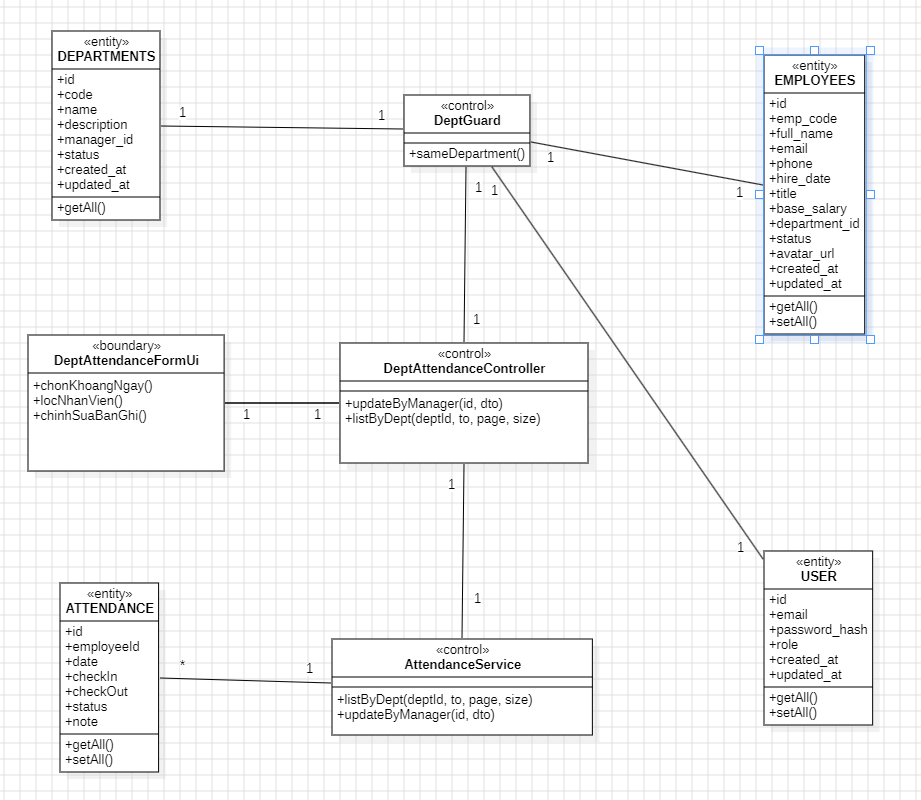 «entity»
DEPARTMENTS
+id
+code
+name
+description
+manager_id
+status
+created_at
+updated_at
+getAll()
1
1
«control»
DeptGuard
+sameDepartment()
1
1
«entity»
EMPLOYEES
+id
+emp_code
+full_name
+email
+phone
+hire_date
+title
+base_salary
+department_id
+status
+avatar_url
+created_at
+updated_at
+getAll()
+setAll()
1
1
1
«boundary»
DeptAttendanceFormUi
+chonKhoangNgay()
+locNhanVien()
+chinhSuaBanGhi()
1
1
«control»
DeptAttendanceController
+updateByManager(id, dto)
+listByDept(deptId, to, page, size)
1
1
1
«entity»
ATTENDANCE
+id
+employeeId
+date
+checkIn
+checkOut
+status
+note
+getAll()
+setAll()
*
1
«control»
AttendanceService
+listByDept(deptId, to, page, size)
+updateByManager(id, dto)
«entity»
USER
+id
+email
+password_hash
+role
+created_at
+updated_at
+getAll()
+setAll()